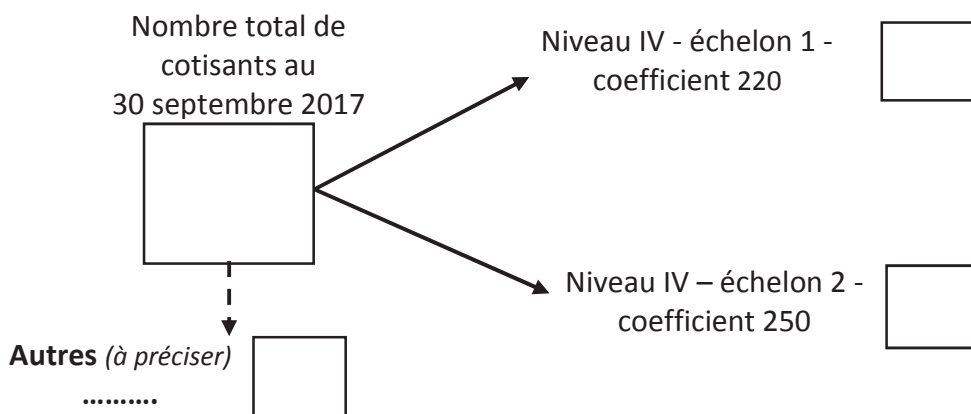 Nombre total de
cotisants au
30 septembre 2017
Niveau IV - échelon 1 -
coefficient 220
Niveau IV – échelon 2 -
coefficient 250
Autres (à préciser)
..........